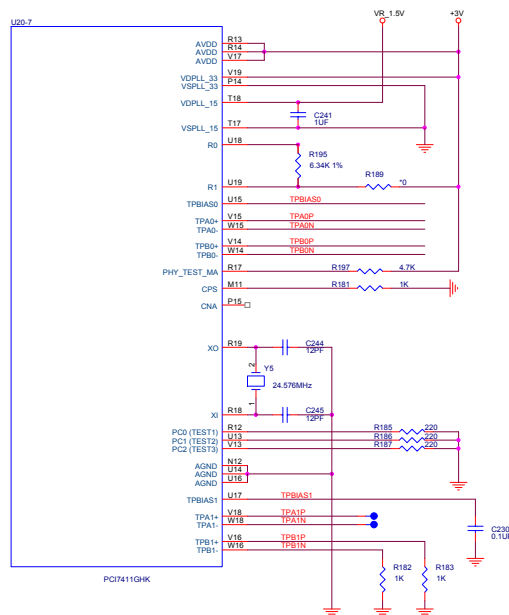 U20-7
VR_1.5V
+3V
AVDD R13
AVDD R14
AVDD V17
VDPLL_33 V19
VSPLL_33 P14
VDPLL_15 T18
C241
1UF
VSPLL_15 T17
R0 U18
R195
6.34K 1%
R189 *0
R1 U19
TPBIAS0 U15 TPBIAS0
TPA0+ V15 TPA0P
TPA0- W15 TPA0N
TPB0+ V14 TPB0P
TPB0- W14 TPB0N
PHY_TEST_MA R17 R197 4.7K
CPS M11 R181 1K
CNA P15
XO R19 C244
12PF
2 Y5
24.576MHz
1
XI R18 C245
12PF
PC0 (TEST1) R12 R185 220
PC1 (TEST2) U13 R186 220
PC2 (TEST3) V13 R187 220
AGND N12
AGND U14
AGND U16
TPBIAS1 U17 TPBIAS1
TPA1+ V18 TPA1P
TPA1- W18 TPA1N
C230
0.1UF
TPB1+ V16 TPB1P
TPB1- W16 TPB1N
R182 R183
1K 1K
PCI7411GHK